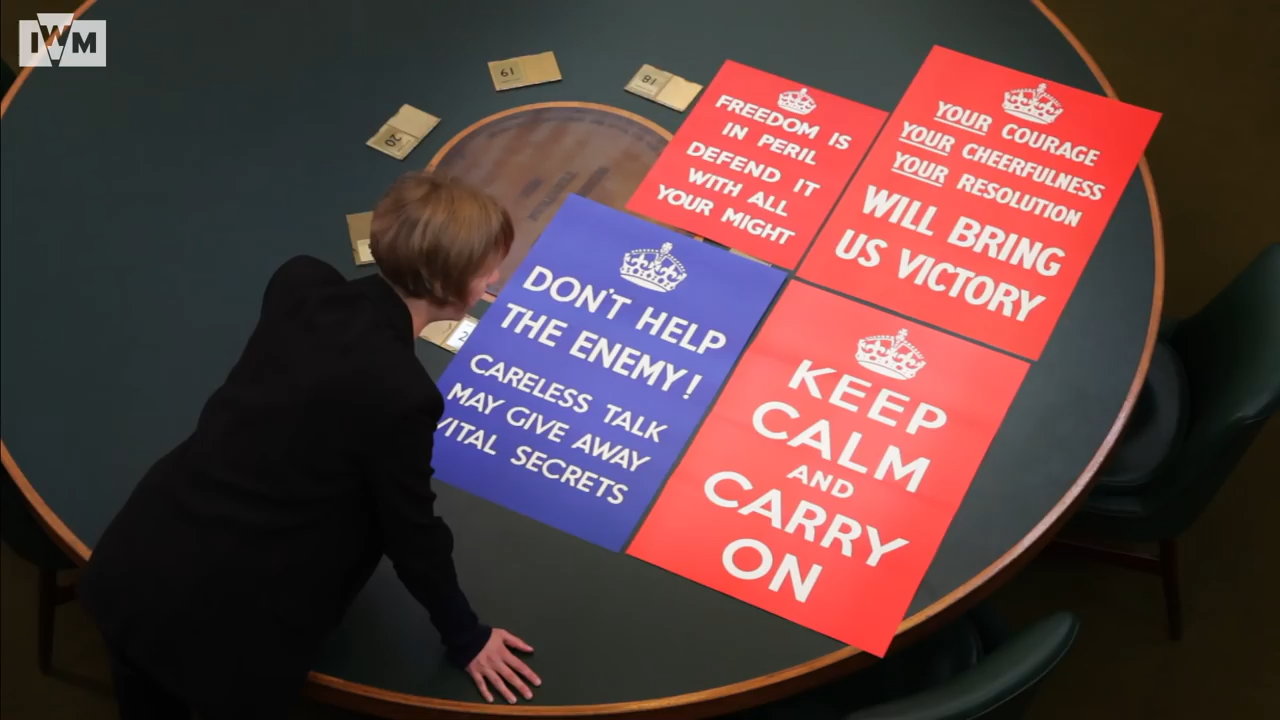 IWM
19
18
20
FREEDOM IS
IN PERIL
DEFEND IT
WITH ALL
YOUR MIGHT
YOUR COURAGE
YOUR CHEERFULNESS
YOUR RESOLUTION
WILL BRING
US VICTORY
DON'T HELP
THE ENEMY!
CARELESS TALK
MAY GIVE AWAY
VITAL SECRETS
KEEP
CALM
AND
CARRY
ON